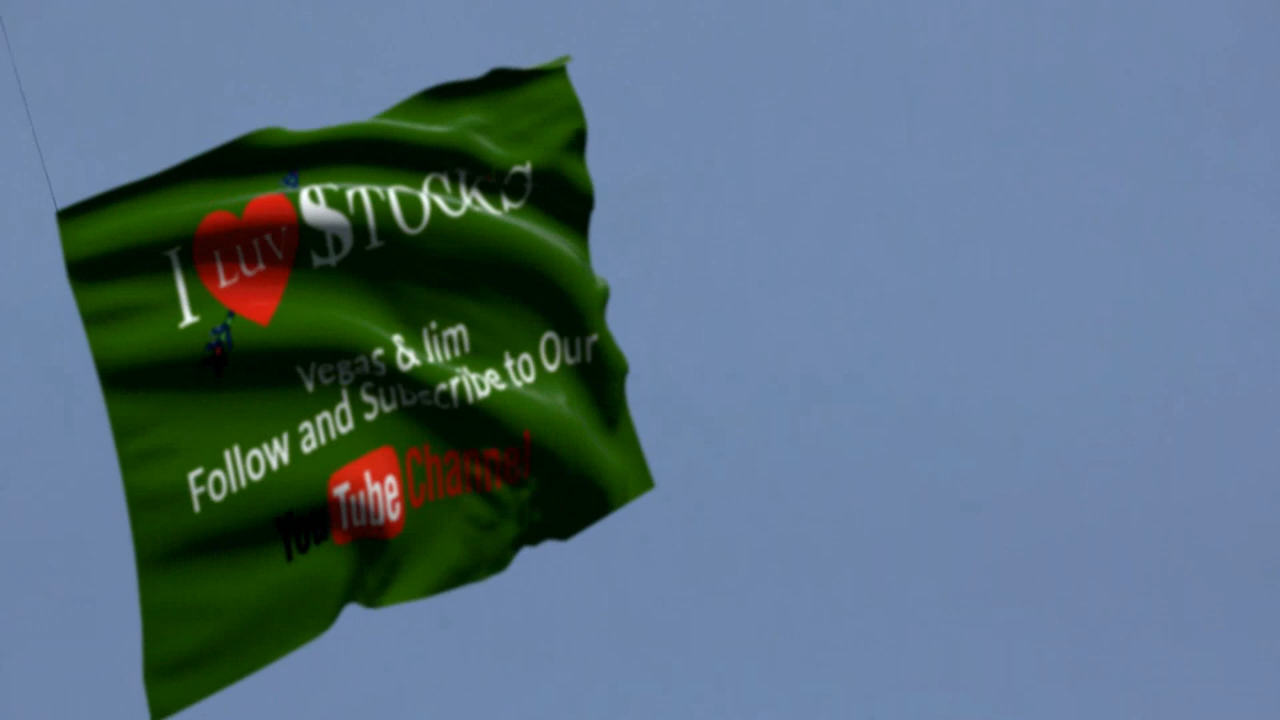 I LUV $TOCKS
Vegas & Jim
Follow and Subscribe to Our
YouTube Channel